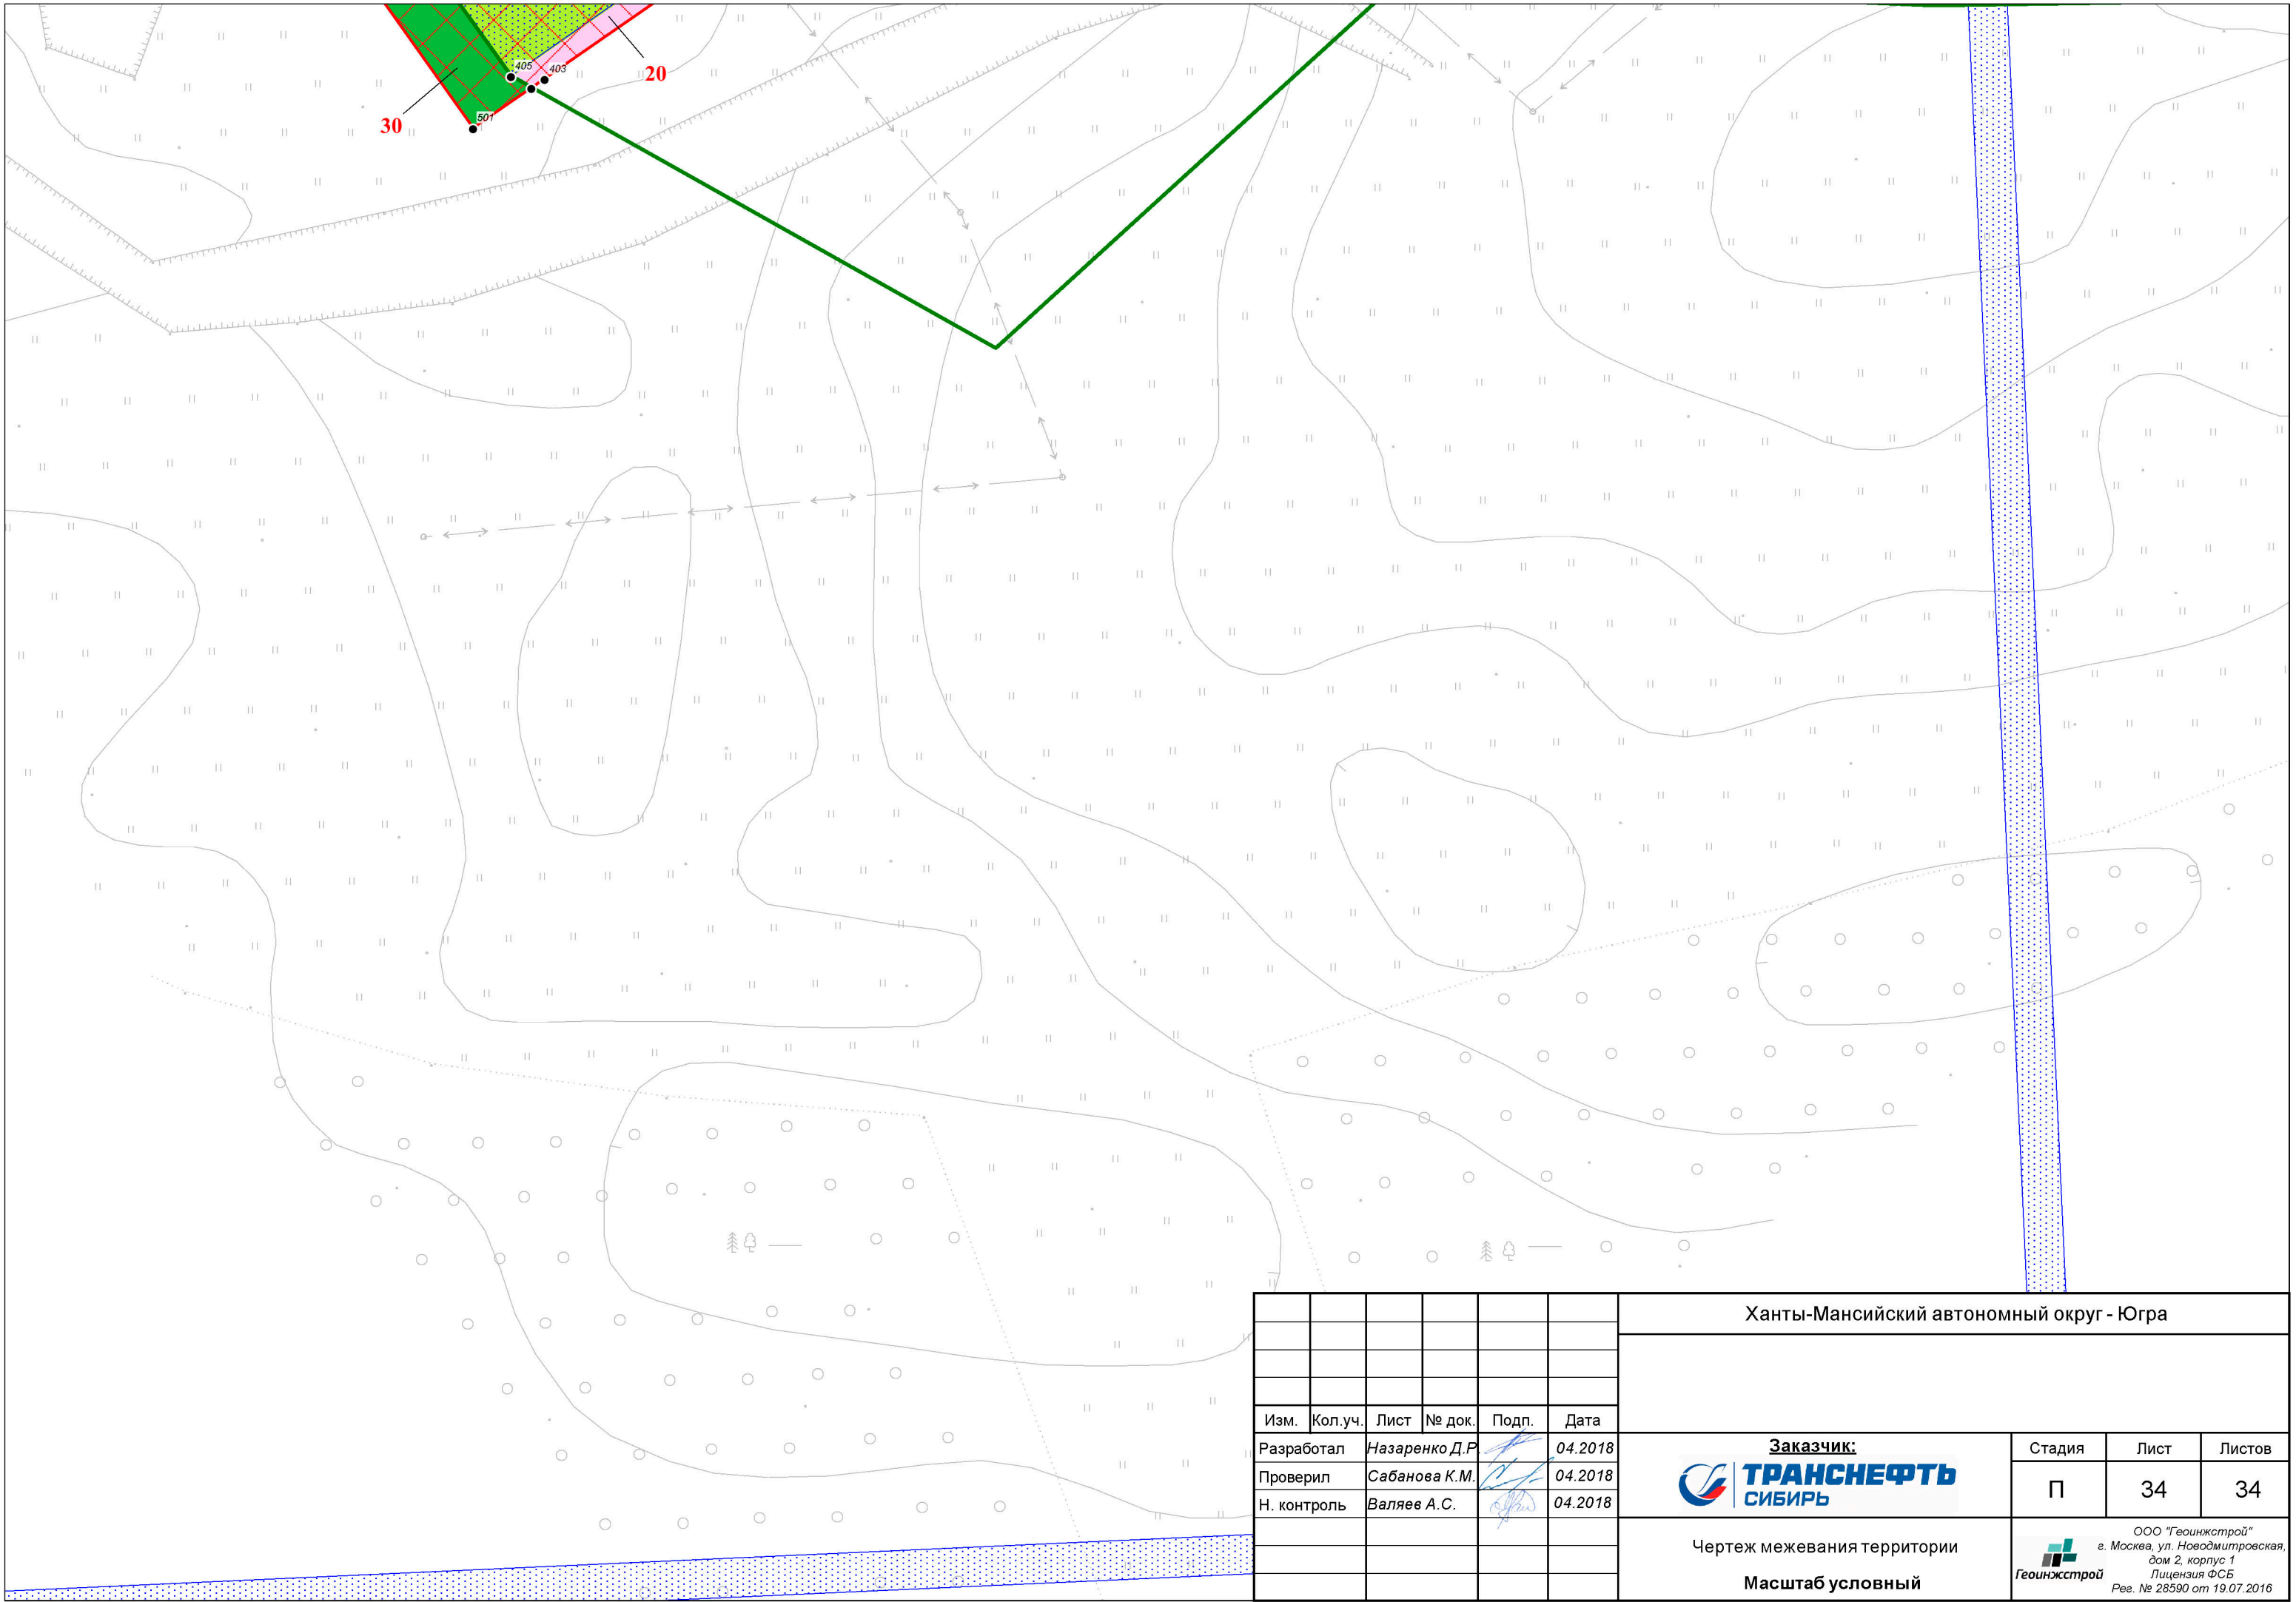 405
403
20
30
501
Ханты-Мансийский автономный округ - Югра
Изм. Кол.уч. Лист № док. Подп. Дата
Разработал Назаренко Д.Р. 04.2018
Проверил Сабанова К.М. 04.2018
Н. контроль Валяев А.С. 04.2018
Заказчик:
ТРАНСНЕФТЬ
СИБИРЬ
Стадия Лист Листов
П 34 34
Чертеж межевания территории
Масштаб условный
Геоинжстрой
ООО "Геоинжстрой"
г. Москва, ул. Новодмитровская,
дом 2, корпус 1
Лицензия ФСБ
Рег. № 28590 от 19.07.2016